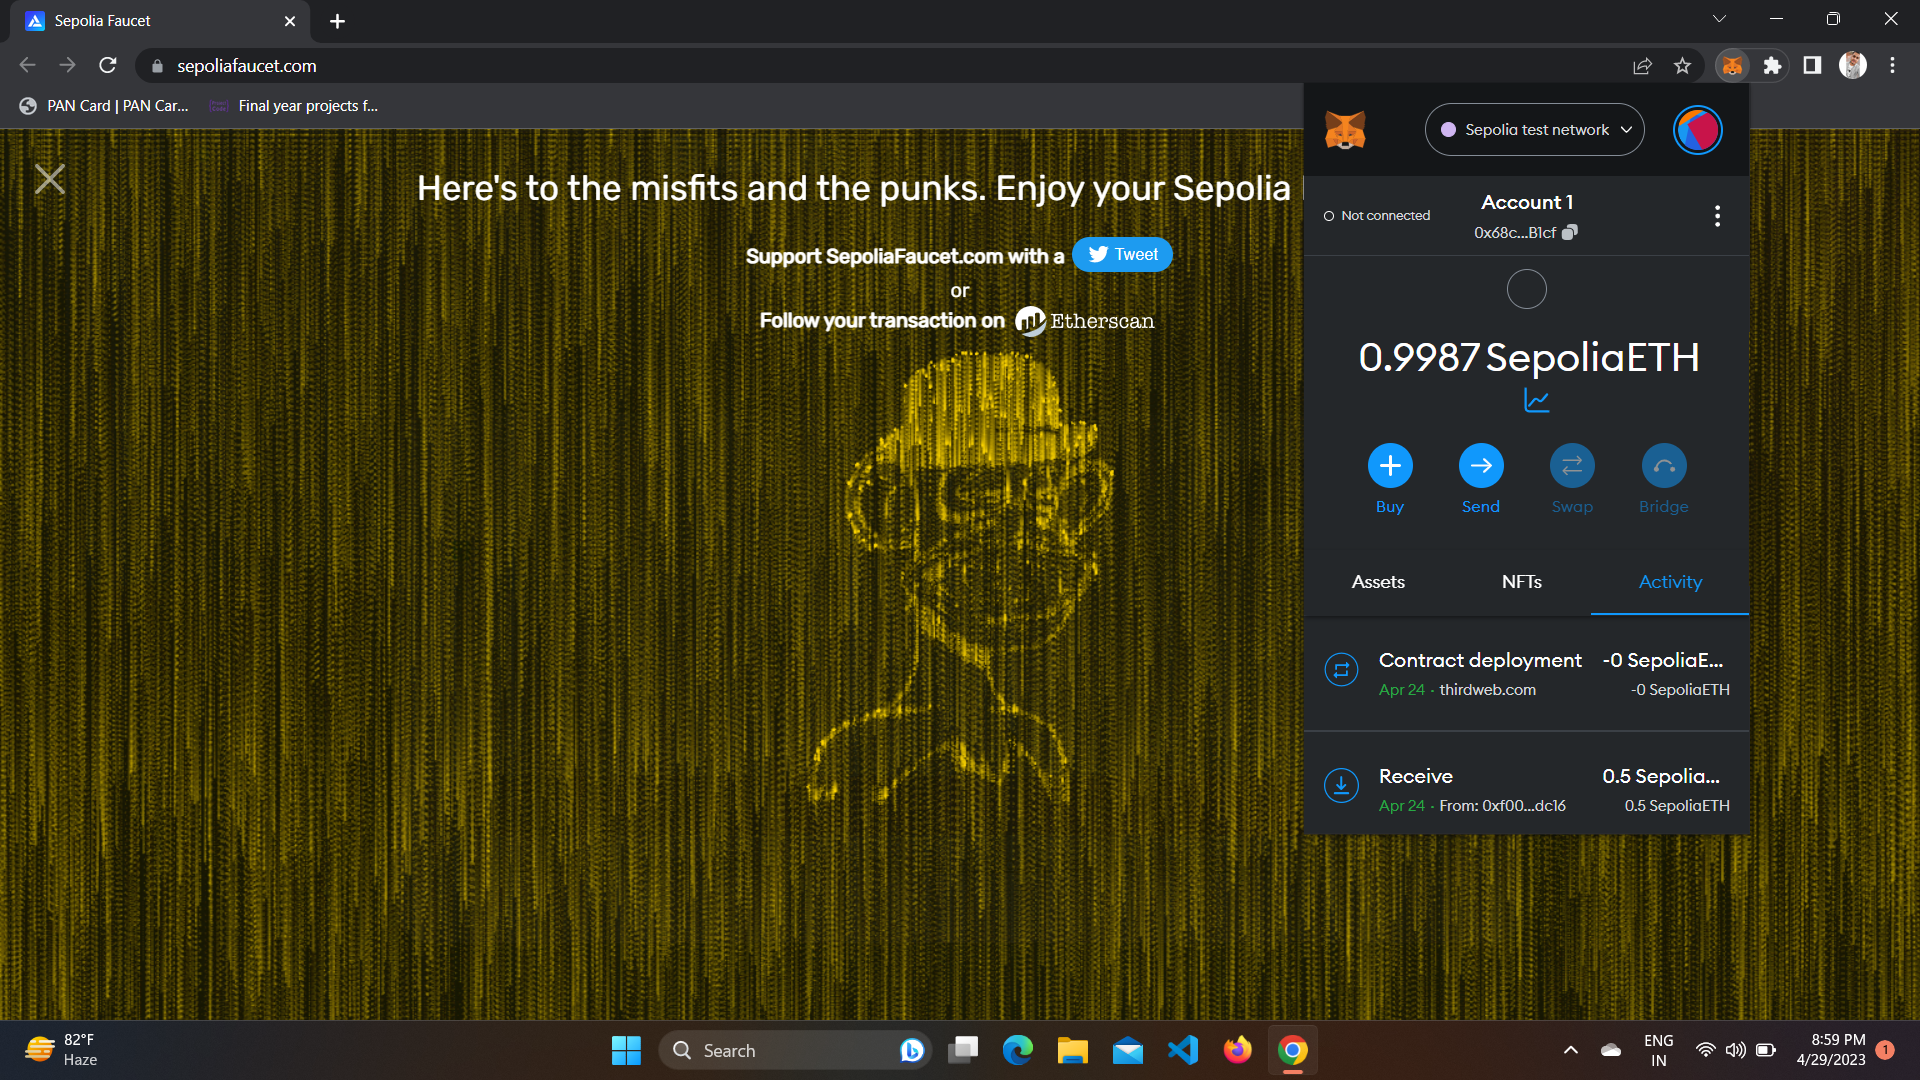 Sepolia Faucet
sepoliafaucet.com
PAN Card | PAN Car...
Final year projects f...
Here's to the misfits and the punks. Enjoy your Sepolia
Support SepoliaFaucet.com with a Tweet
or
Follow your transaction on Etherscan
Sepolia test network
Not connected
Account 1
0x68c...B1cf
0.9987 SepoliaETH
Buy
Send
Swap
Bridge
Assets
NFTs
Activity
Contract deployment -0 SepoliaE...
Apr 24 · thirdweb.com -0 SepoliaETH
Receive 0.5 Sepolia...
Apr 24 · From: 0xf00...dc16 0.5 SepoliaETH
82°F
Haze
Search
ENG
IN
8:59 PM
4/29/2023
1